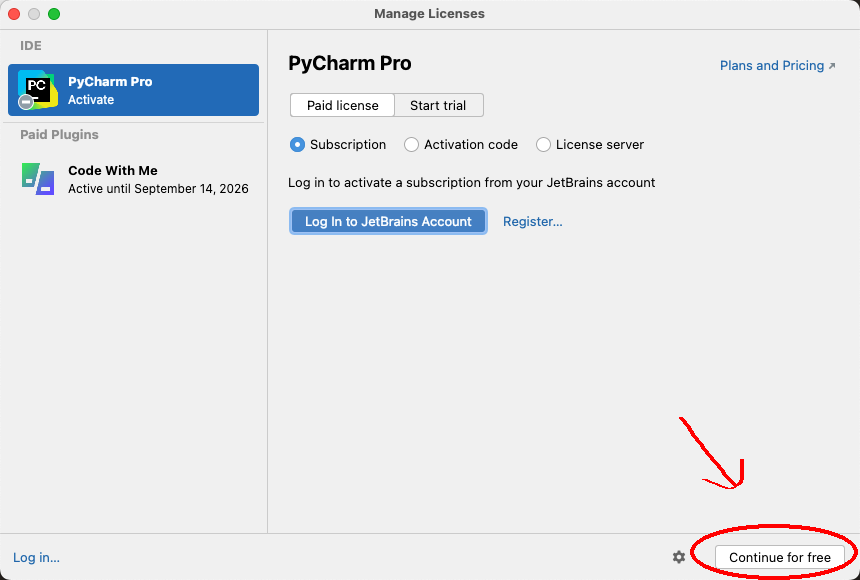 Manage Licenses
IDE
PC
PyCharm Pro
Activate
Paid Plugins
Code With Me
Active until September 14, 2026
PyCharm Pro
Plans and Pricing ↗
Paid license Start trial
Subscription Activation code License server
Log in to activate a subscription from your JetBrains account
Log In to JetBrains Account Register...
Log in...
Continue for free